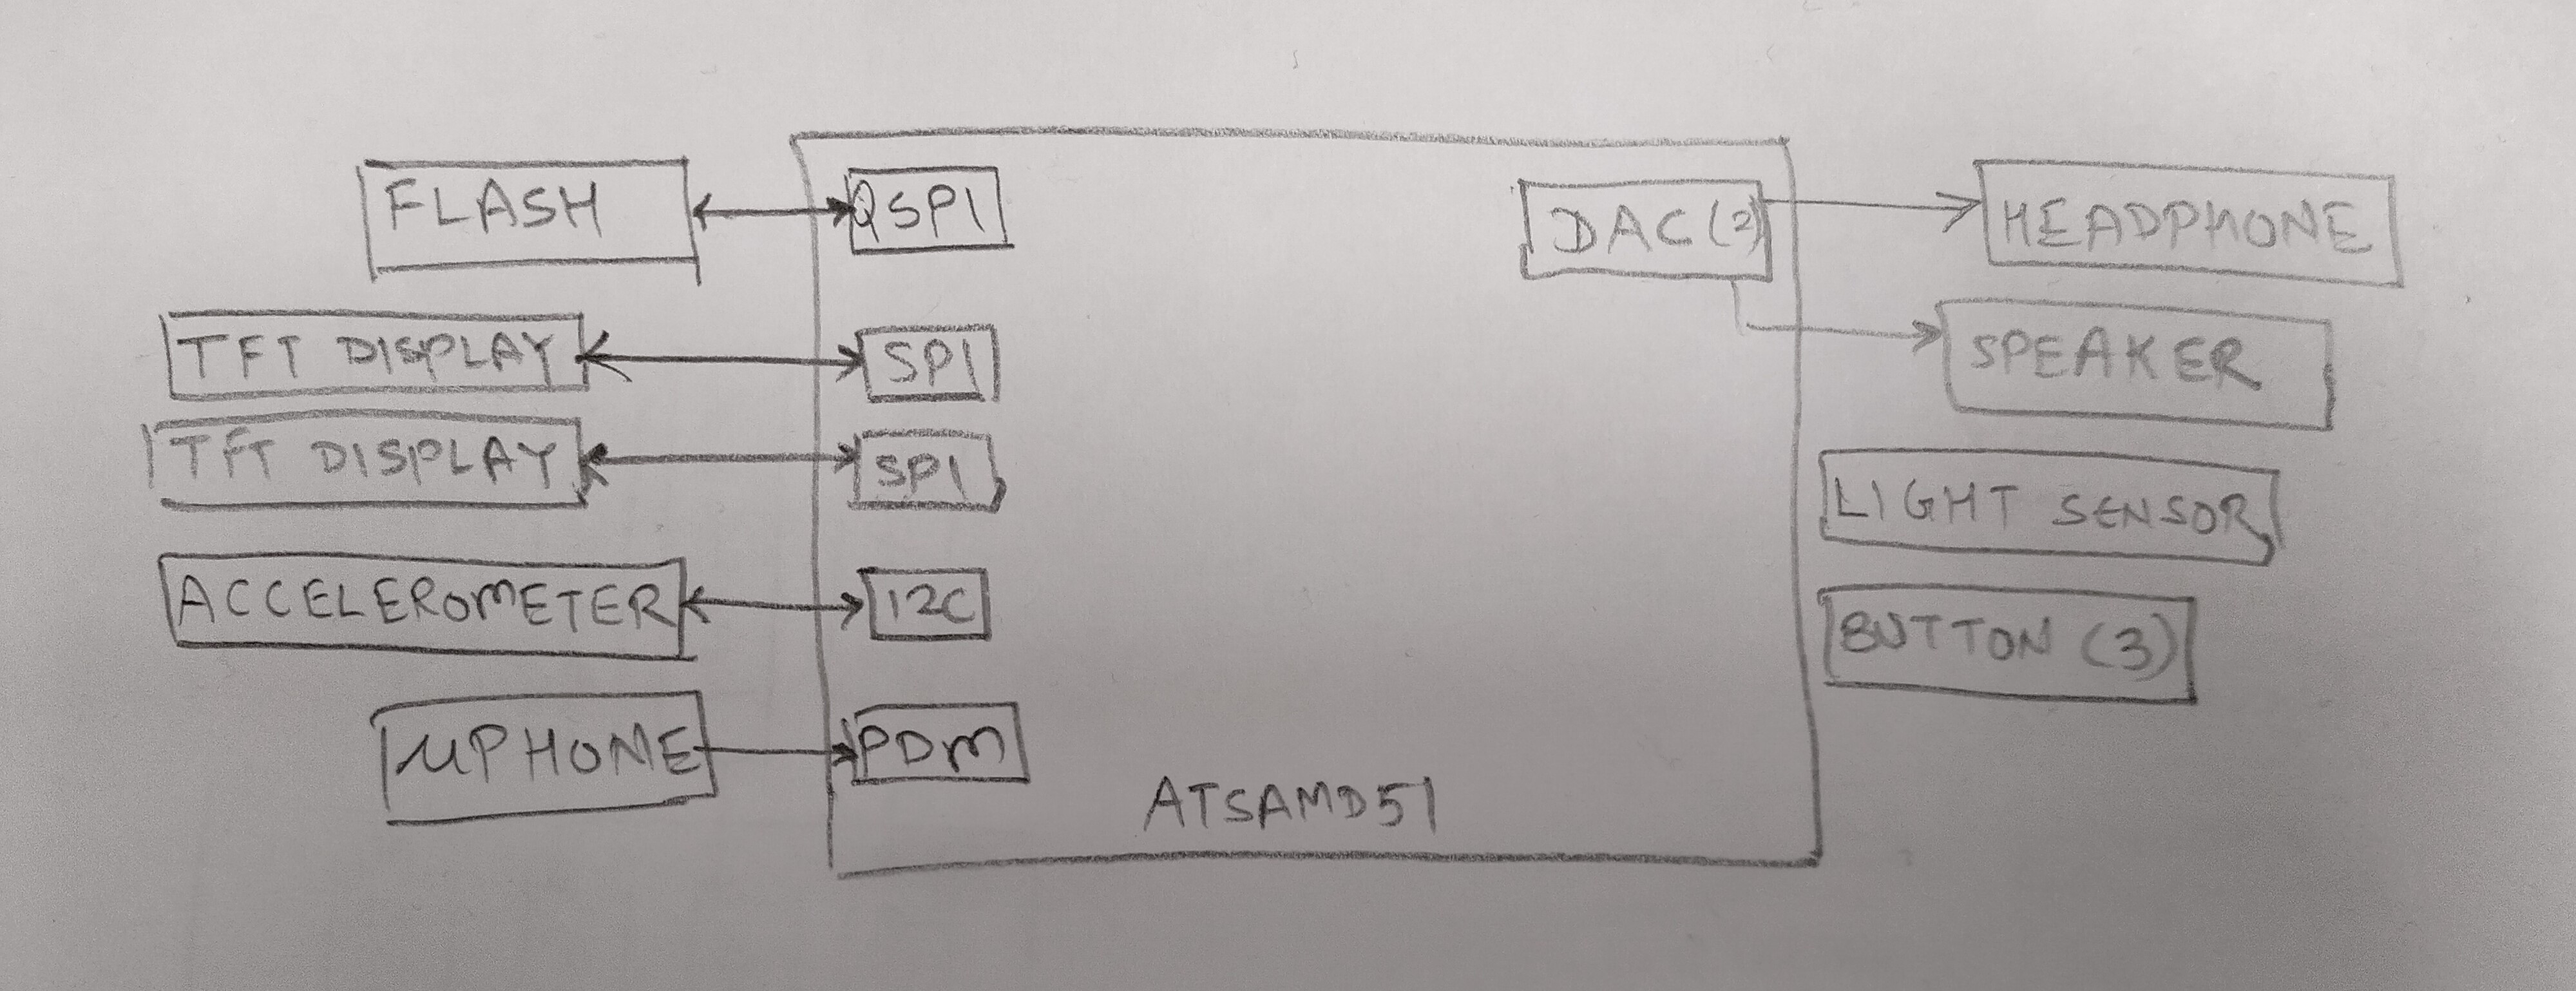 FLASH
QSPI
DAC (2)
HEADPHONE
TFT DISPLAY
SPI
SPEAKER
TFT DISPLAY
SPI
LIGHT SENSOR
ACCELEROMETER
I2C
BUTTON (3)
μPHONE
PDM
ATSAMD51